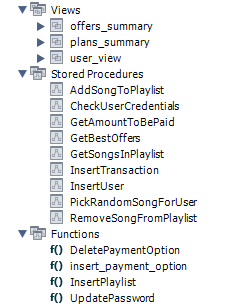 Views
offers_summary
plans_summary
user_view
Stored Procedures
AddSongToPlaylist
CheckUserCredentials
GetAmountToBePaid
GetBestOffers
GetSongsInPlaylist
InsertTransaction
InsertUser
PickRandomSongForUser
RemoveSongFromPlaylist
Functions
f() DeletePaymentOption
f() insert_payment_option
f() InsertPlaylist
f() UpdatePassword